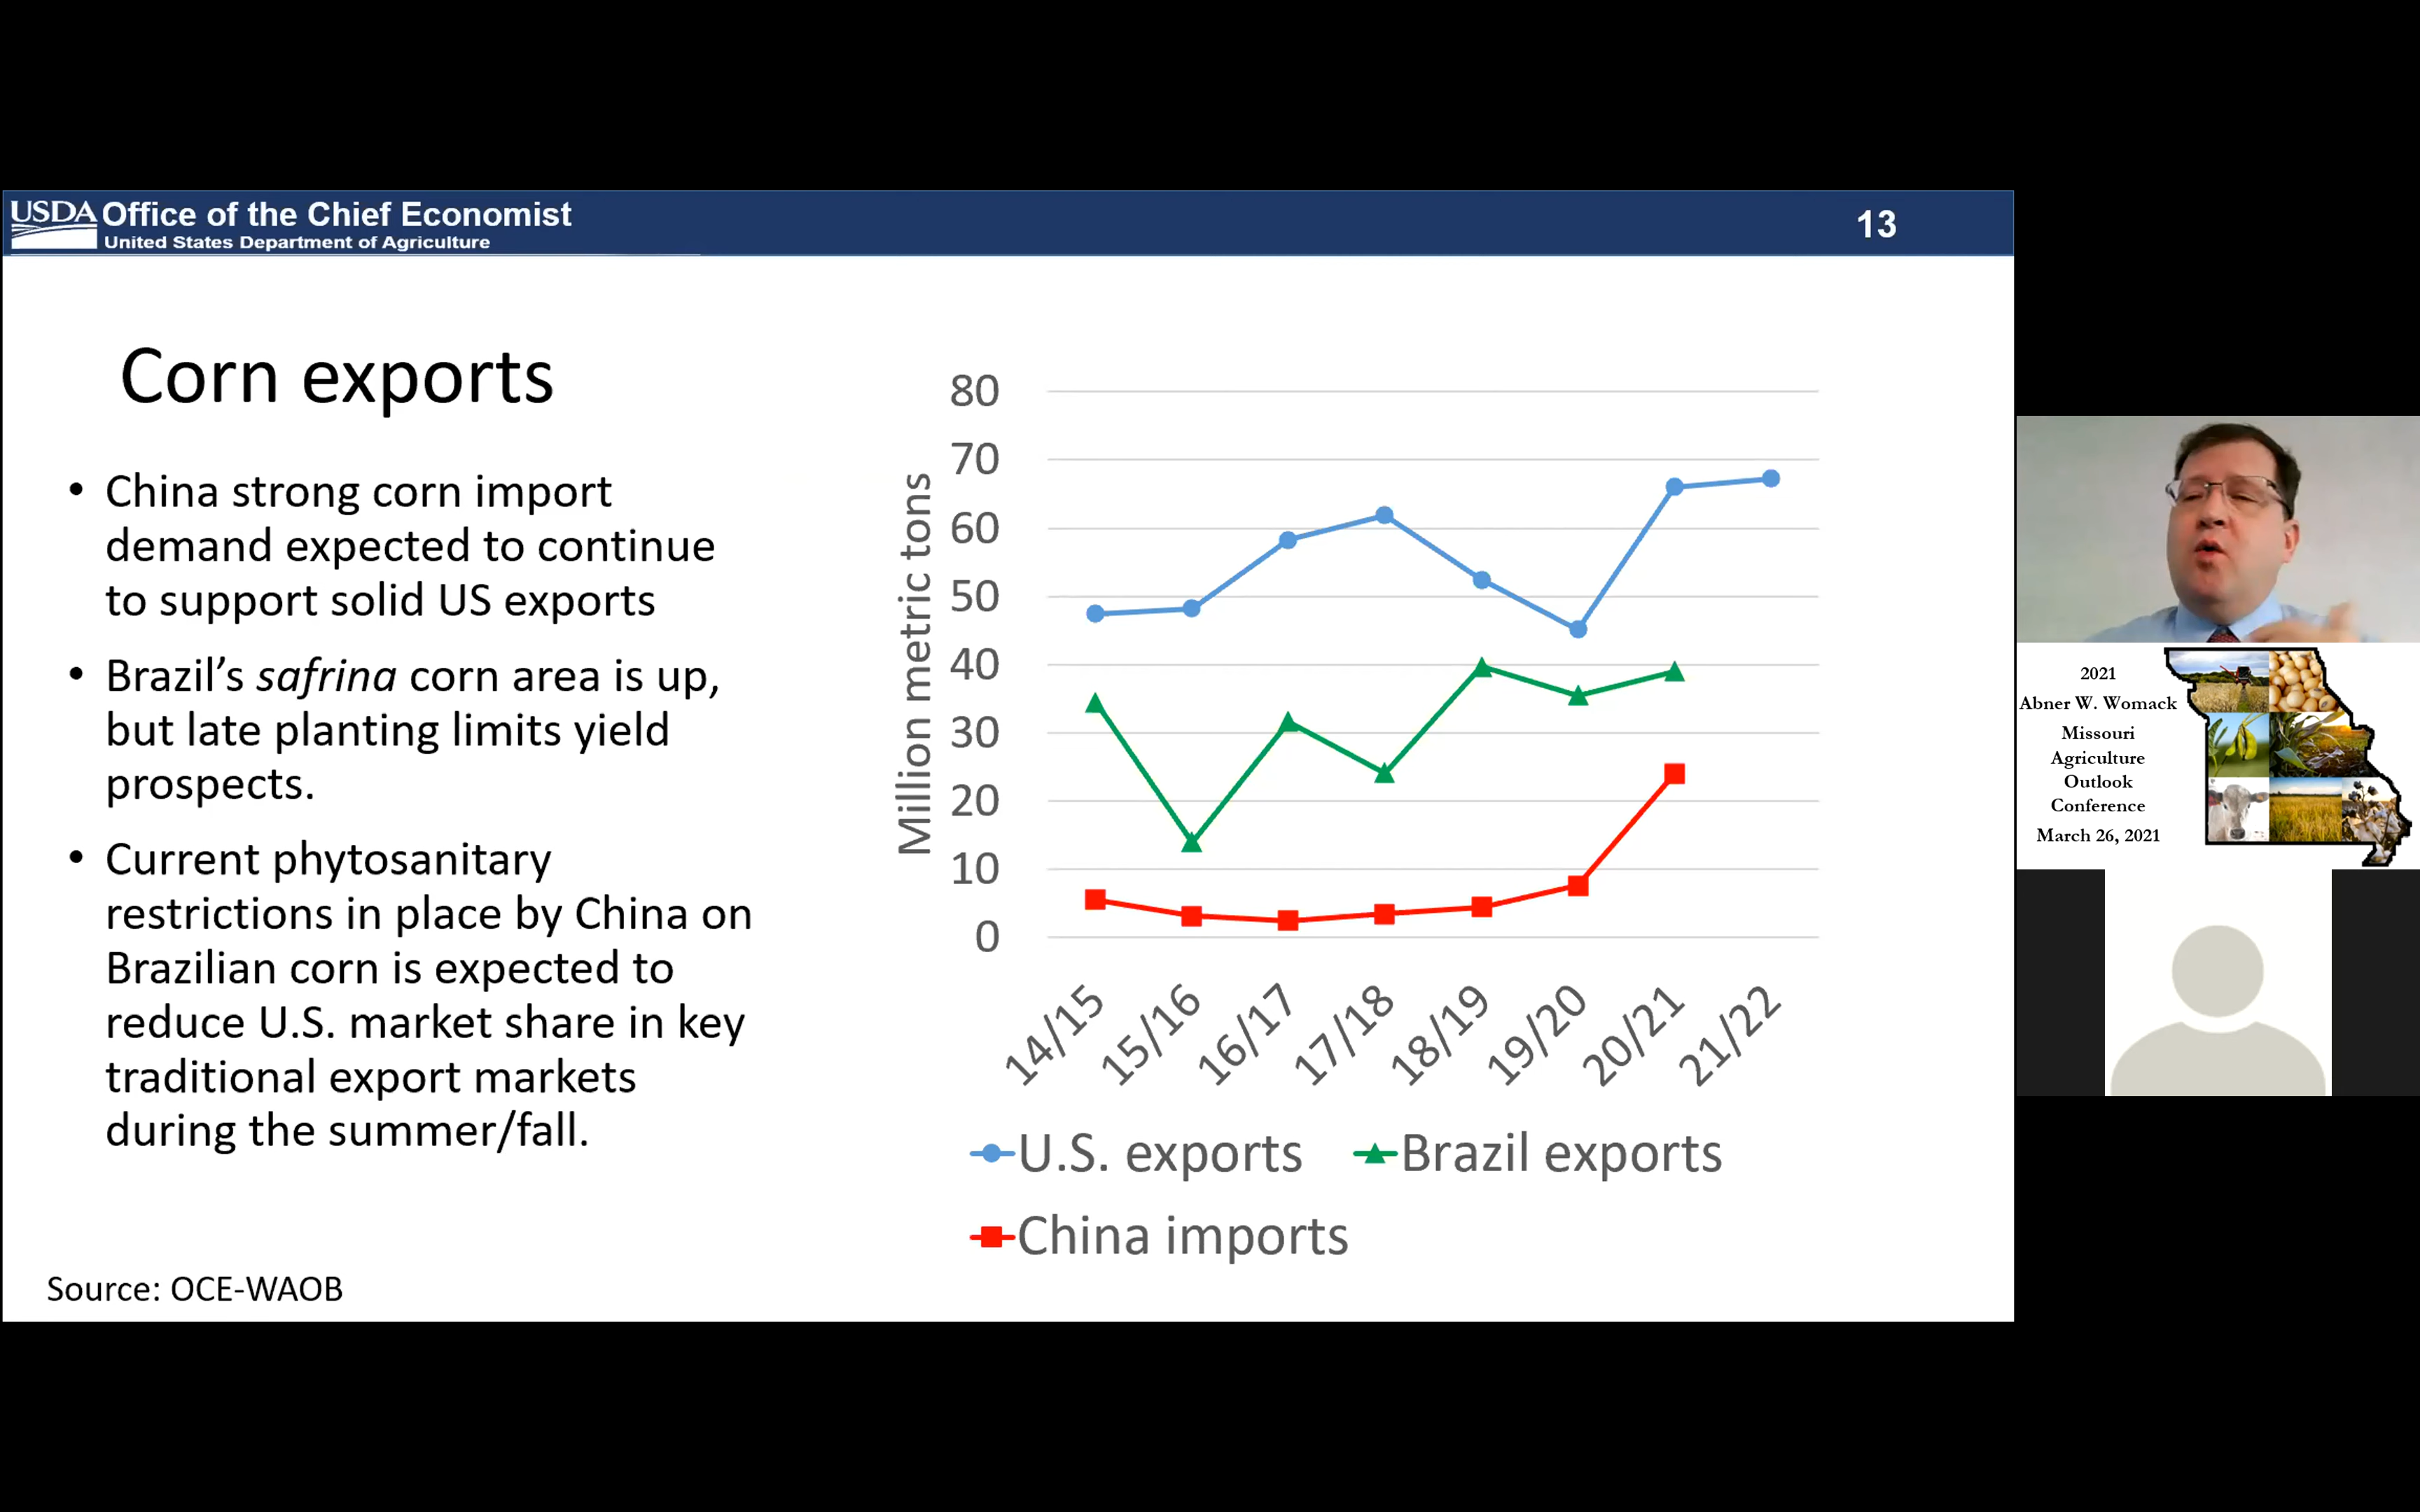 USDA Office of the Chief Economist
United States Department of Agriculture
13
Corn exports
• China strong corn import
demand expected to continue
to support solid US exports
• Brazil’s safrina corn area is up,
but late planting limits yield
prospects.
• Current phytosanitary
restrictions in place by China on
Brazilian corn is expected to
reduce U.S. market share in key
traditional export markets
during the summer/fall.
Source: OCE-WAOB
Million metric tons
80
70
60
50
40
30
20
10
0
14/15
15/16
16/17
17/18
18/19
19/20
20/21
21/22
U.S. exports
Brazil exports
China imports
2021
Abner W. Womack
Missouri
Agriculture
Outlook
Conference
March 26, 2021